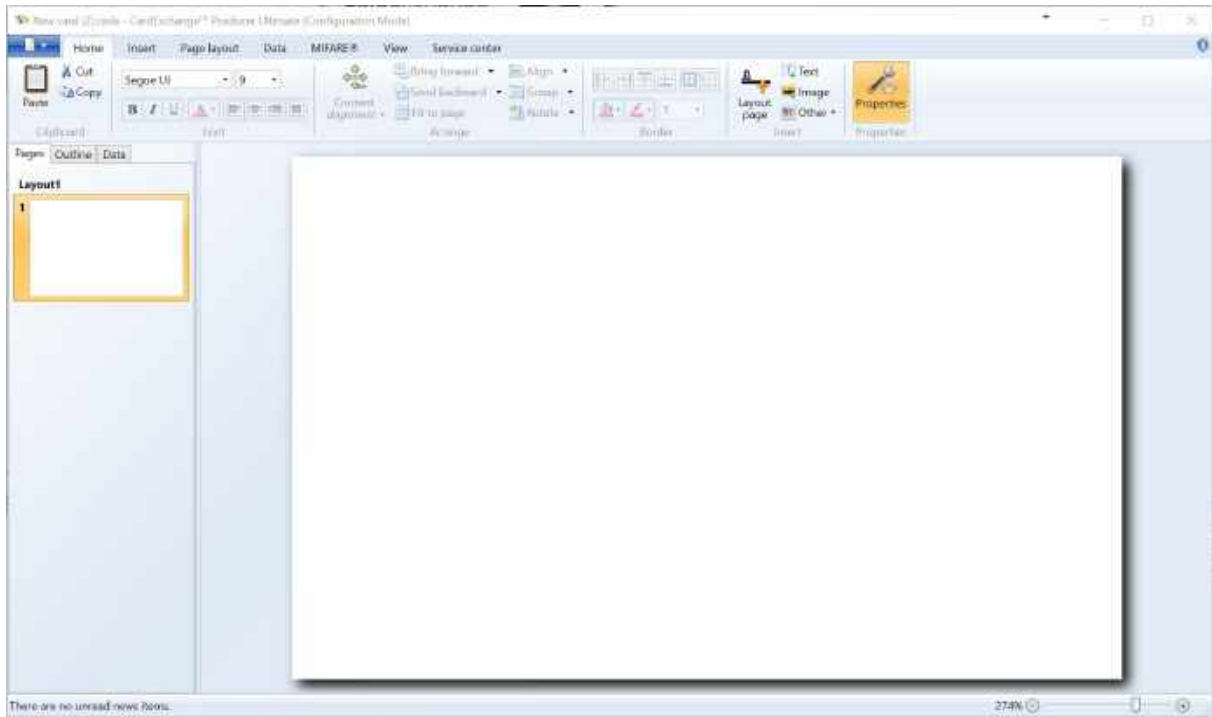 New card - CardExchange™ Producer Ultimate (Configuration Mode)
Home Insert Page layout Data MIFARE® View Service center
Paste
Cut
Copy
Clipboard
Segoe UI 9
B I U A
Font
Content alignment
Bring forward
Send backward
Fit to page
Align
Group
Rotate
Arrange
1
Border
Layout page
Text
Image
Other
Insert
Properties
Properties
Pages Outline Data
Layout1
1
There are no unread news items.
274%